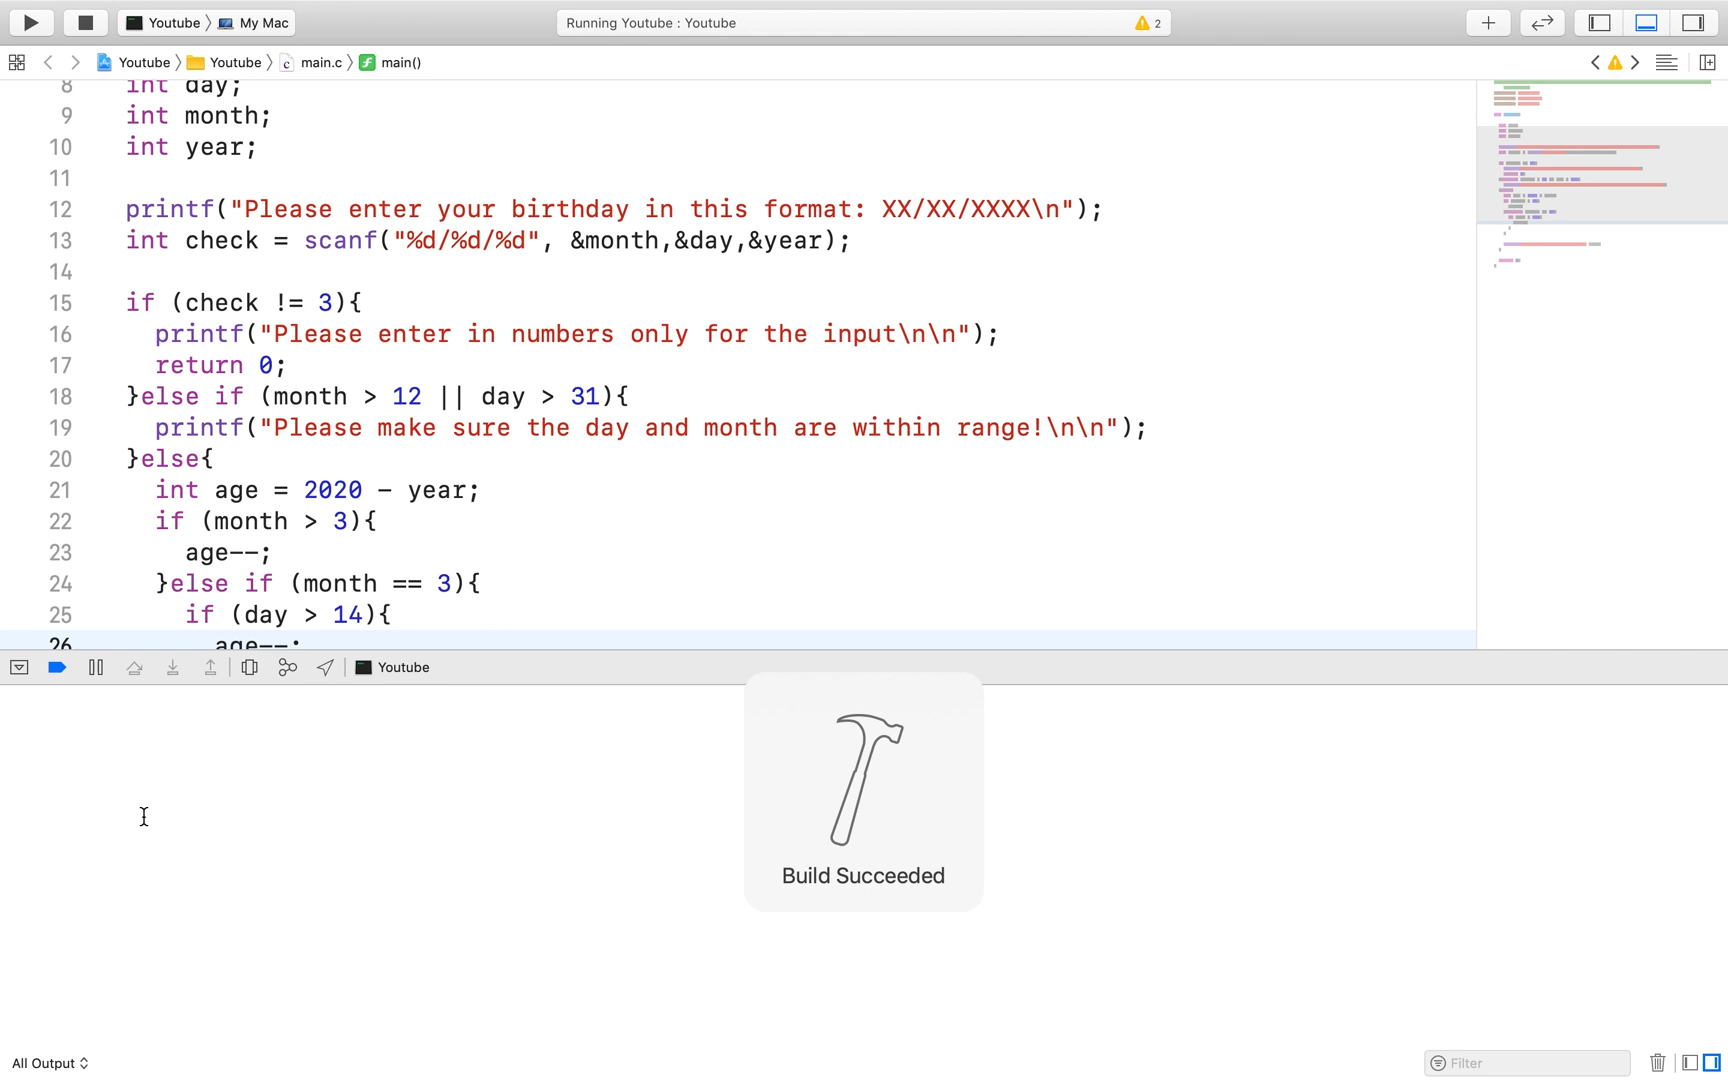 Youtube My Mac Running Youtube : Youtube 2
Youtube Youtube main.c main()
8 int day;
9 int month;
10 int year;
11
12 printf("Please enter your birthday in this format: XX/XX/XXXX\n");
13 int check = scanf("%d/%d/%d", &month,&day,&year);
14
15 if (check != 3){
16 printf("Please enter in numbers only for the input\n\n");
17 return 0;
18 }else if (month > 12 || day > 31){
19 printf("Please make sure the day and month are within range!\n\n");
20 }else{
21 int age = 2020 - year;
22 if (month > 3){
23 age--;
24 }else if (month == 3){
25 if (day > 14){
26 age--;
Youtube
Build Succeeded
All Output Filter